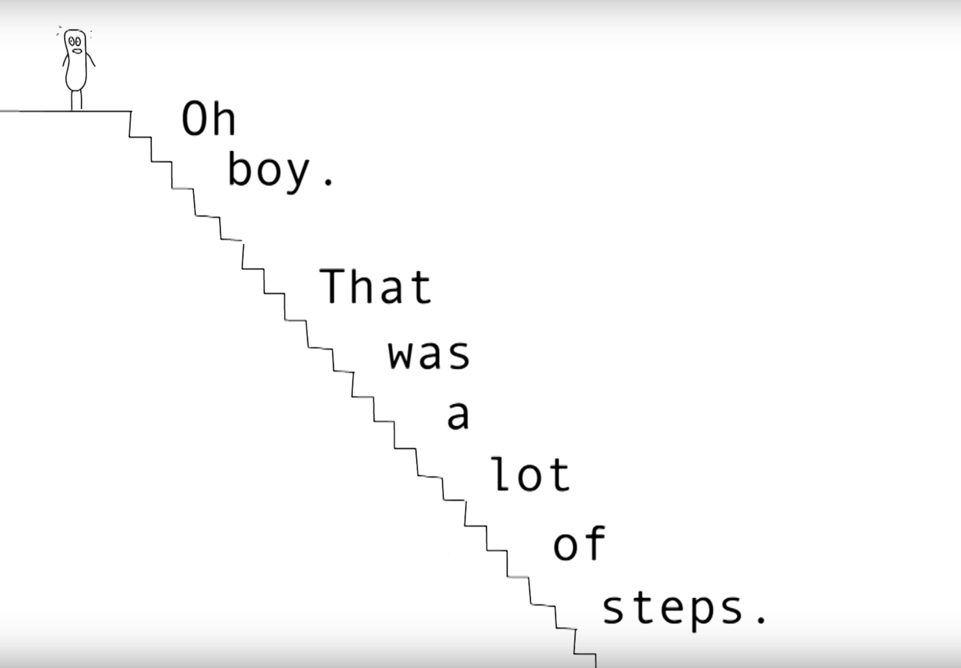 Oh
boy.
That
was
a
lot
of
steps.